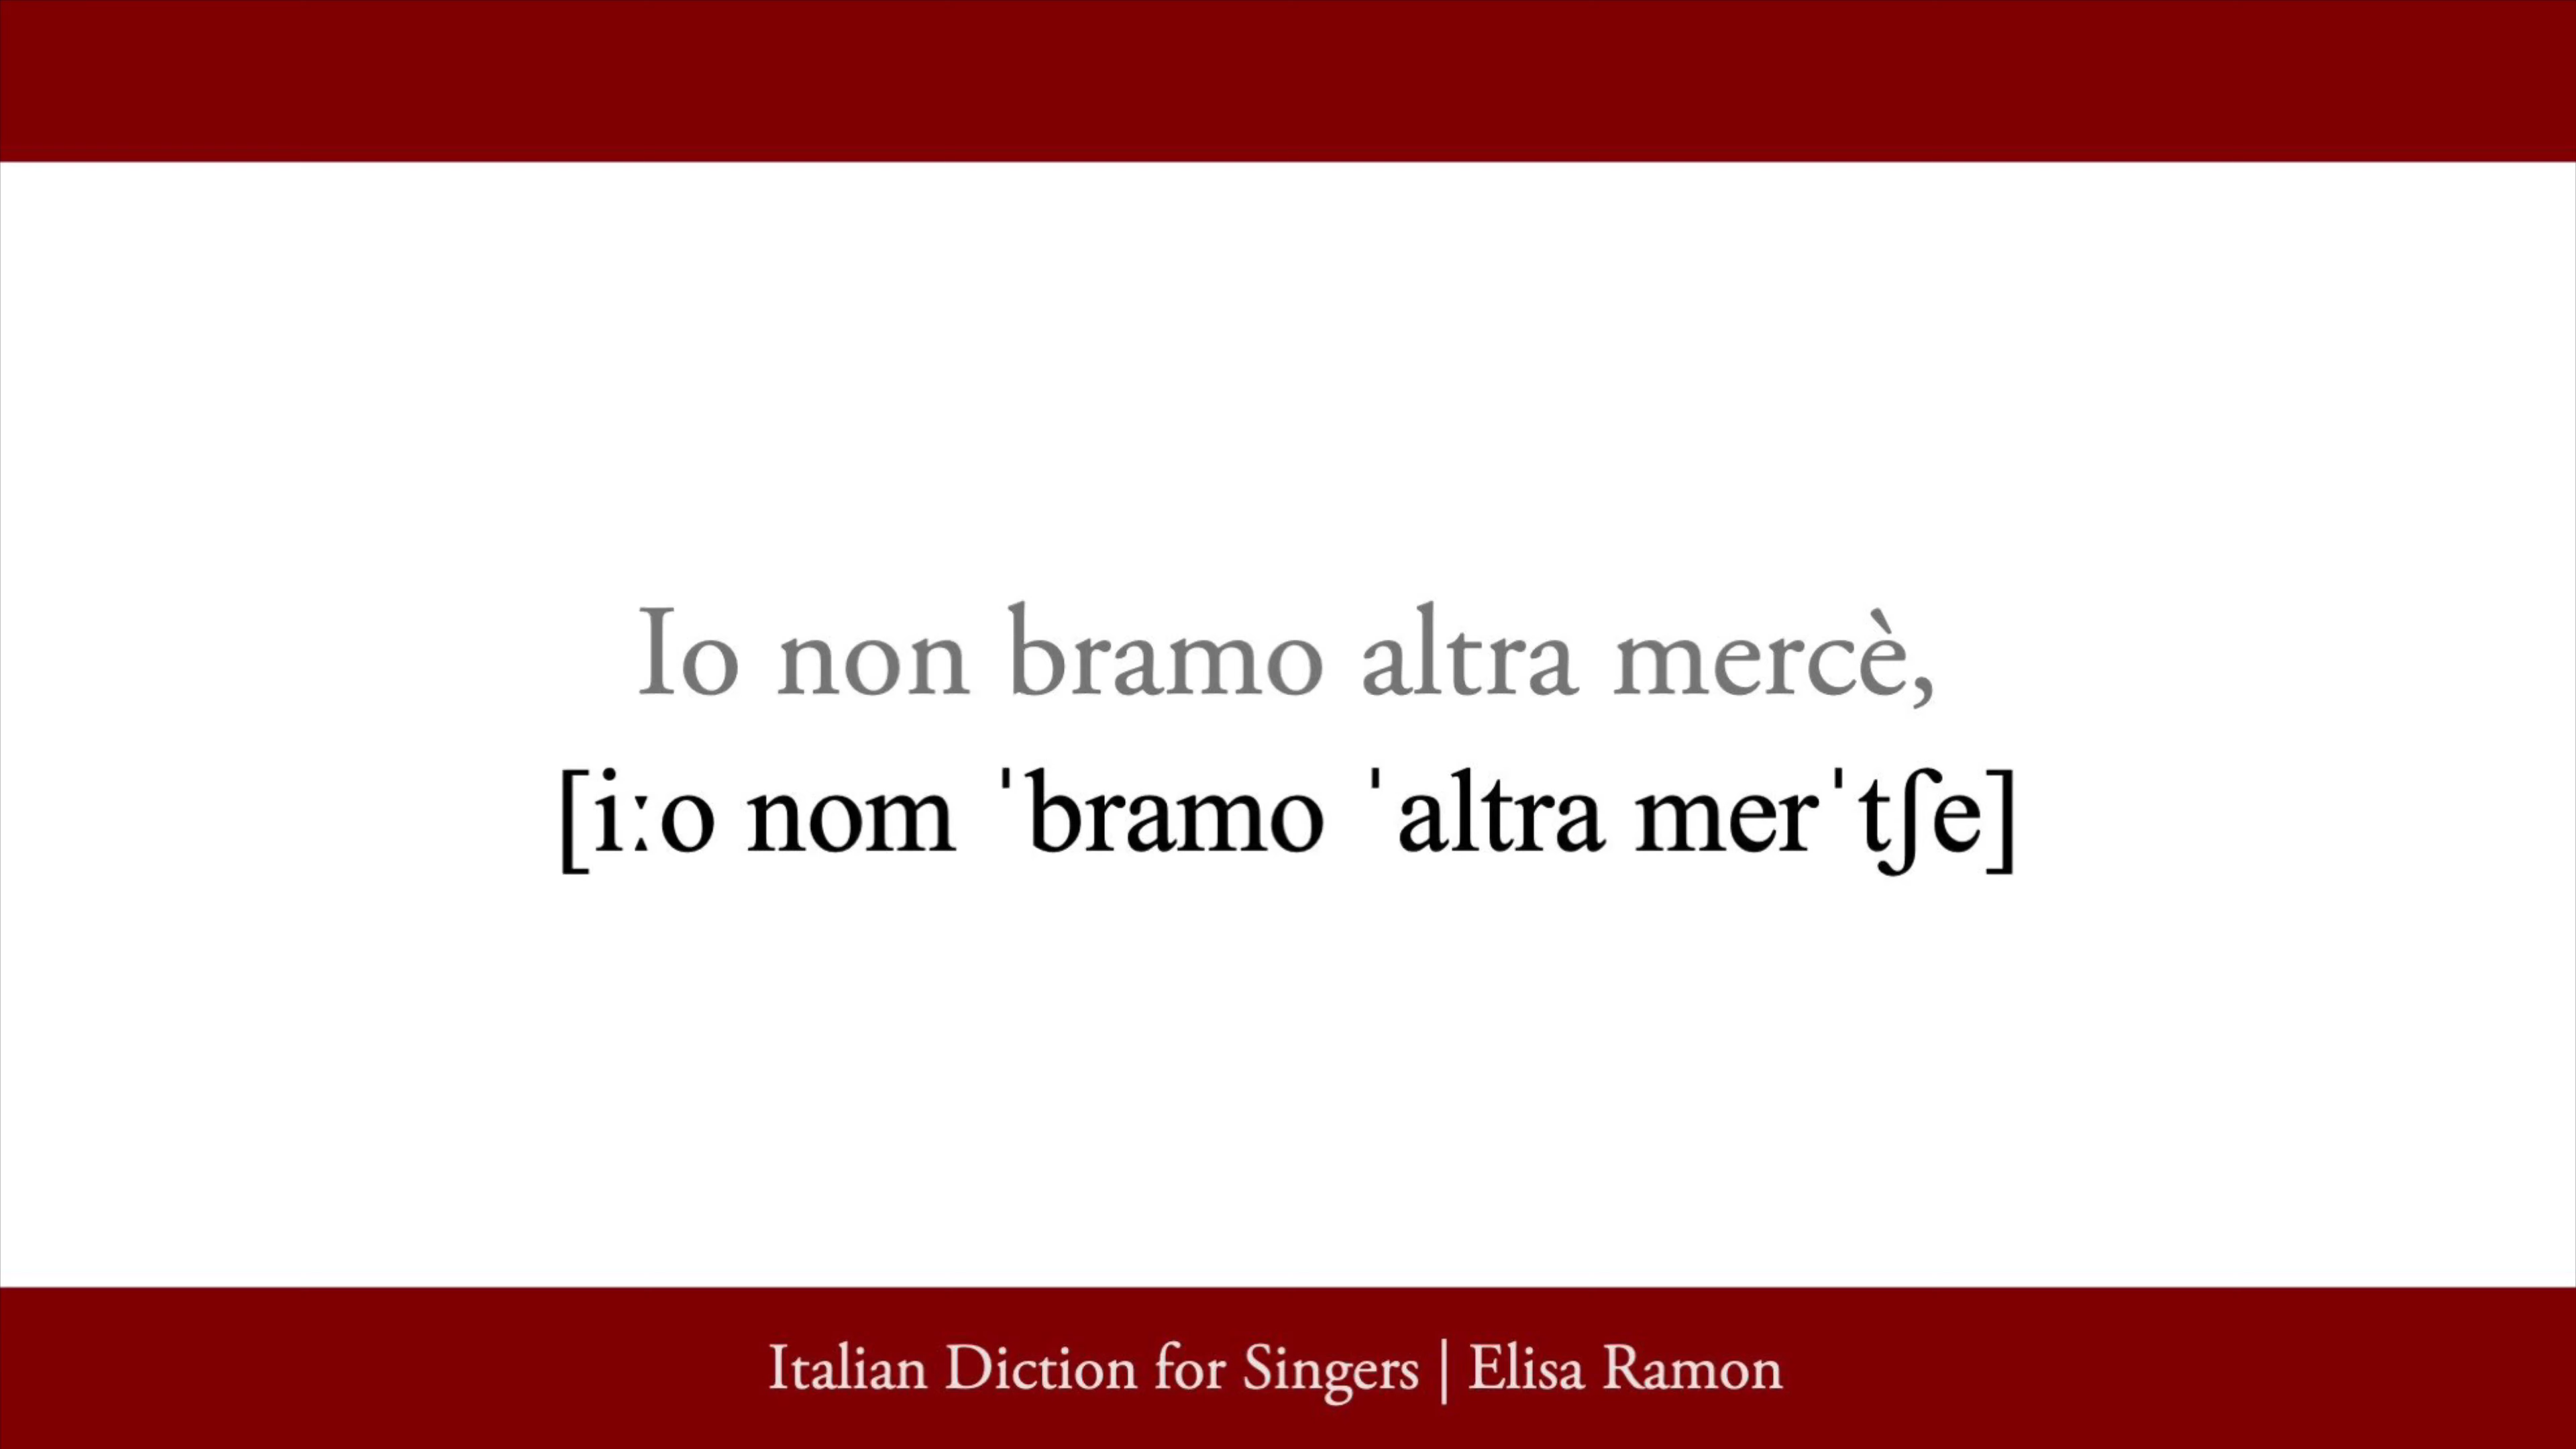 Io non bramo altra mercè,
[iːo nom ˈbramo ˈaltra merˈtʃe]
Italian Diction for Singers | Elisa Ramon